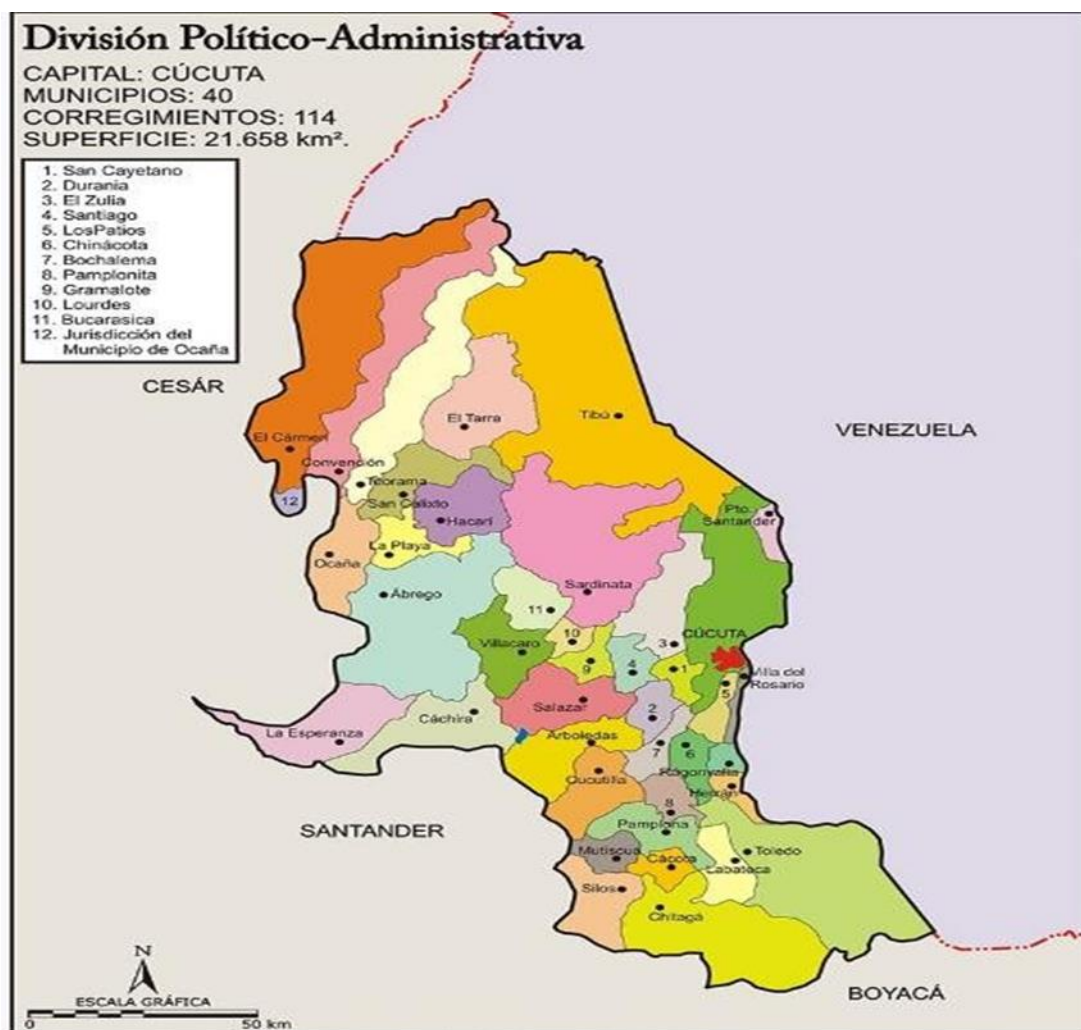 División Político-Administrativa
CAPITAL: CÚCUTA
MUNICIPIOS: 40
CORREGIMIENTOS: 114
SUPERFICIE: 21.658 km².
1. San Cayetano
2. Durania
3. El Zulia
4. Santiago
5. LosPatios
6. Chinácota
7. Bochalema
8. Pamplonita
9. Gramalote
10. Lourdes
11. Bucarasica
12. Jurisdicción del
Municipio de Ocaña
CESÁR
VENEZUELA
El Tarra
Tibú
El Cármen
Convención
Teorama
12
San Calixto
Hacarí
Pto.
Santander
La Playa
Ocaña
Ábrego
Sardinata
11
Villacaro
10
3
CÚCUTA
9
4
1
Villa del
Rosario
5
Salazar
2
Cáchira
La Esperanza
Arboledas
7
6
Ragonvalia
Cucutilla
Herrán
8
SANTANDER
Pamplona
Mutiscua
Cácota
Toledo
Labateca
Silos
Chitagá
BOYACÁ
N
ESCALA GRÁFICA
0
50 km